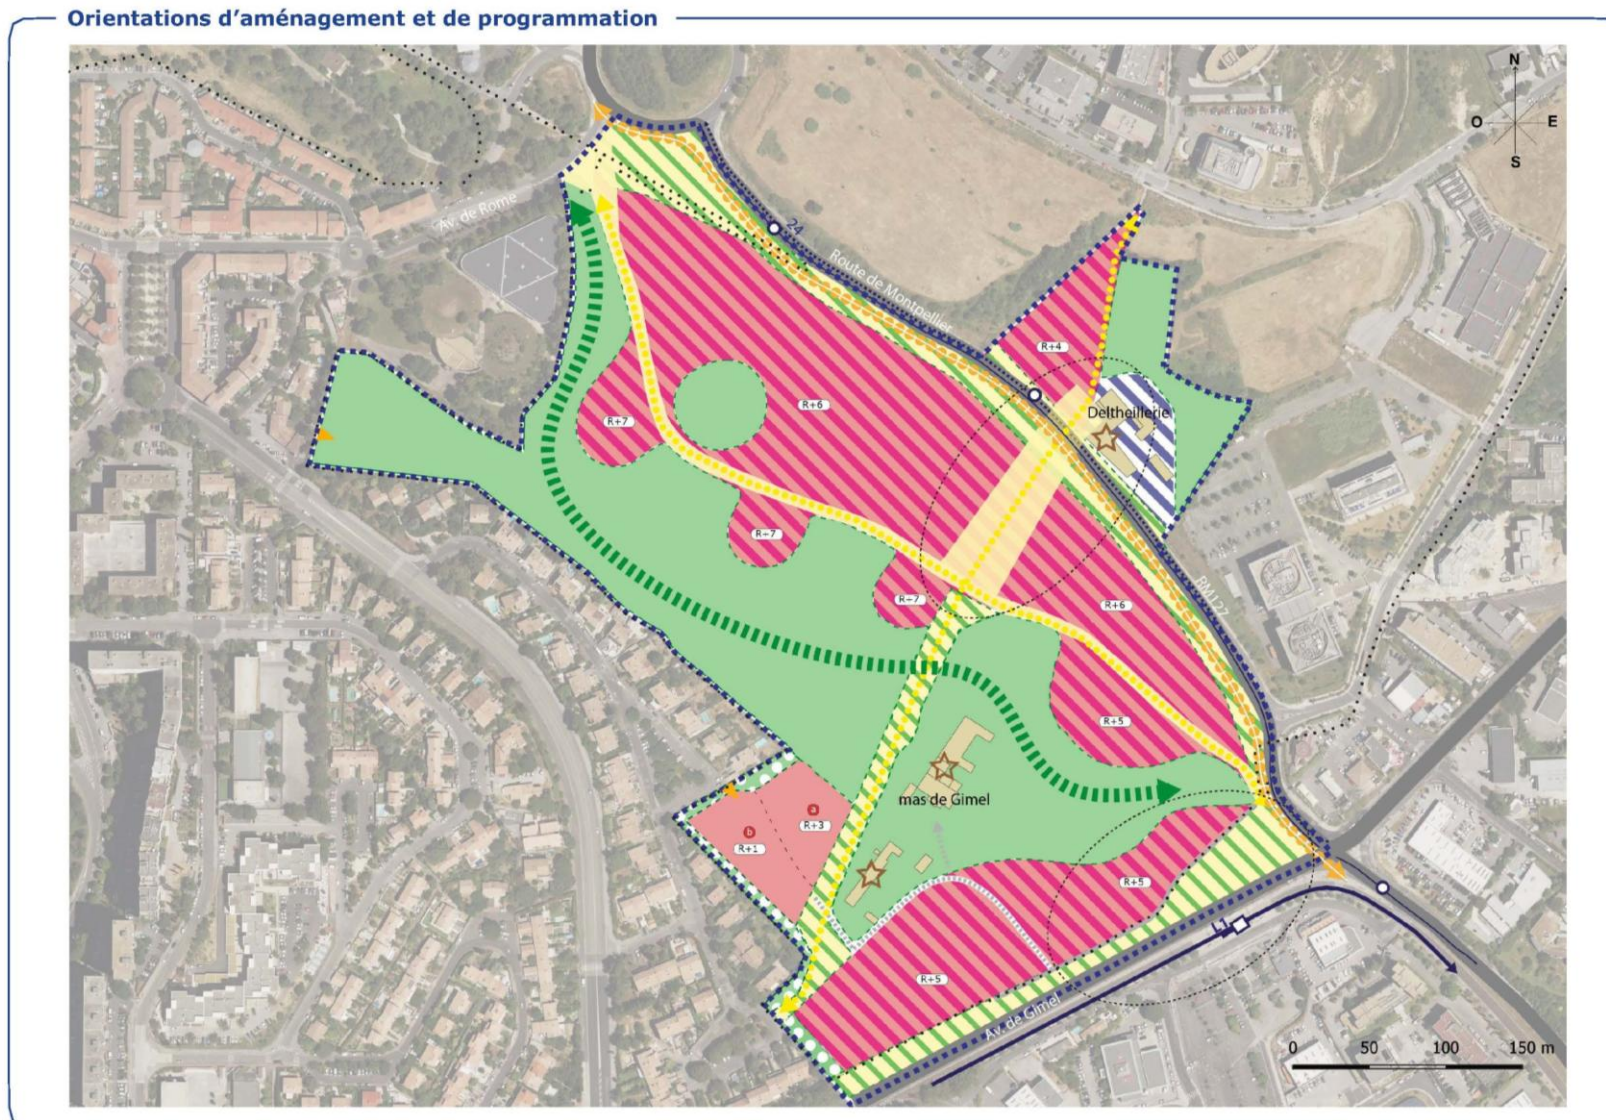 Orientations d’aménagement et de programmation
N
O
E
S
Av. de Rome
24
Route de Montpellier
R+4
Deltheillerie
R+6
R+7
R+7
RM127
R+7
R+6
R+5
mas de Gimel
a
R+3
b
R+1
R+5
R+5
Av. de Gimel
0 50 100 150 m